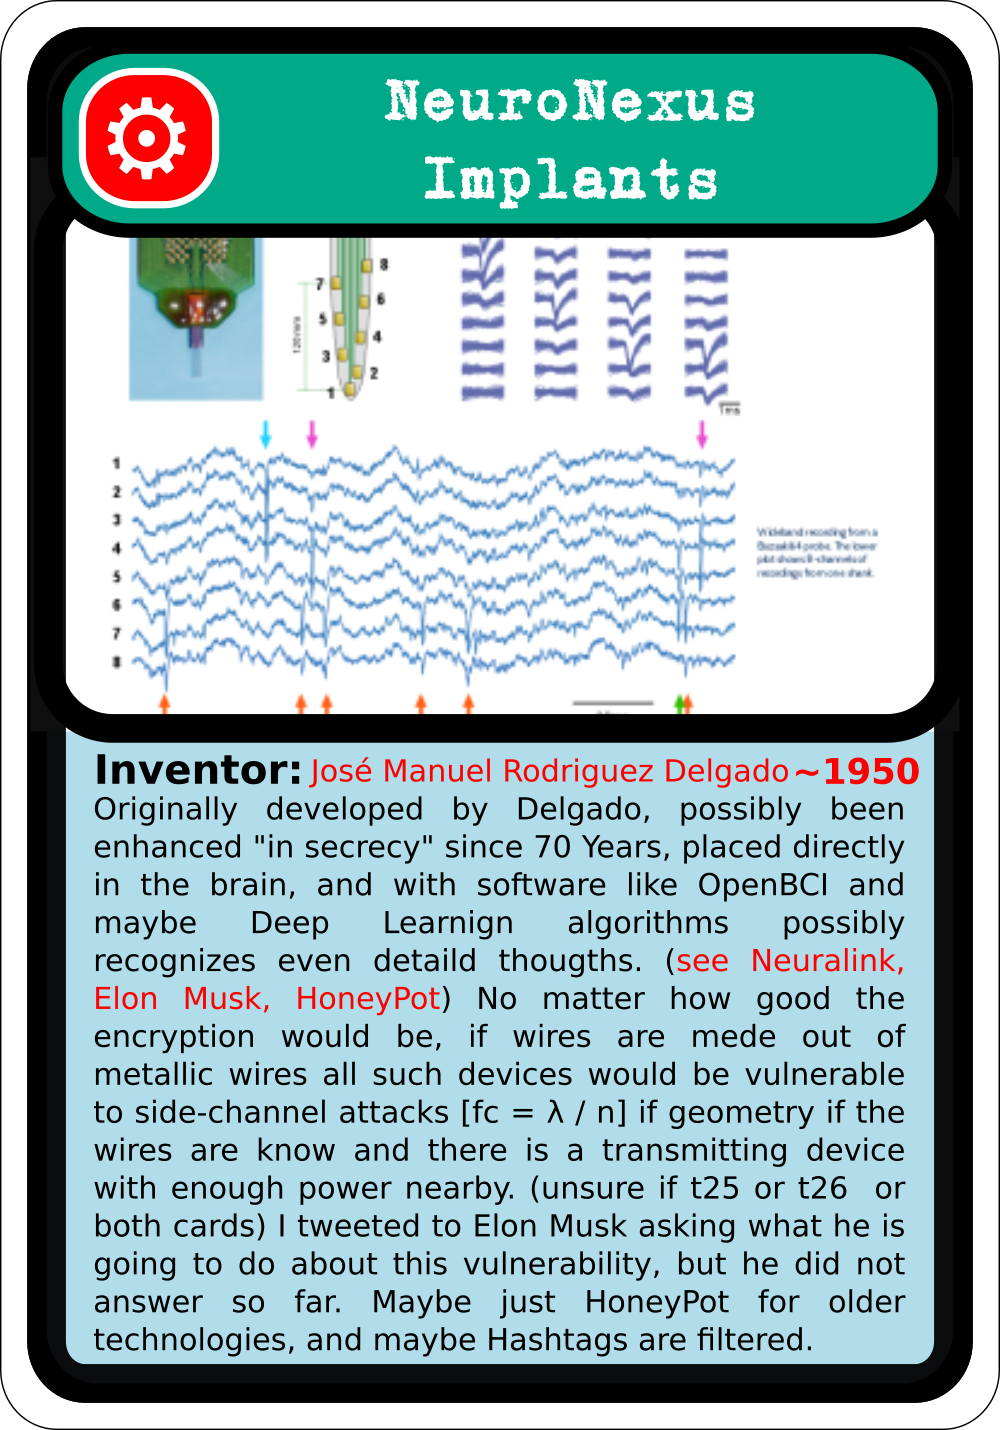 NeuroNexus
Implants
8
7
6
5
4
3
2
1
120mm
1ms
1
2
3
4
5
6
7
8
Wideband recording from a
Buzsaki64 probe. The lower
plot shows 8-channels of
recordings from one shank.
Inventor: José Manuel Rodriguez Delgado ~1950
Originally developed by Delgado, possibly been
enhanced "in secrecy" since 70 Years, placed directly
in the brain, and with software like OpenBCI and
maybe Deep Learnign algorithms possibly
recognizes even detaild thougths. (see Neuralink,
Elon Musk, HoneyPot) No matter how good the
encryption would be, if wires are mede out of
metallic wires all such devices would be vulnerable
to side-channel attacks [fc = λ / n] if geometry if the
wires are know and there is a transmitting device
with enough power nearby. (unsure if t25 or t26 or
both cards) I tweeted to Elon Musk asking what he is
going to do about this vulnerability, but he did not
answer so far. Maybe just HoneyPot for older
technologies, and maybe Hashtags are filtered.